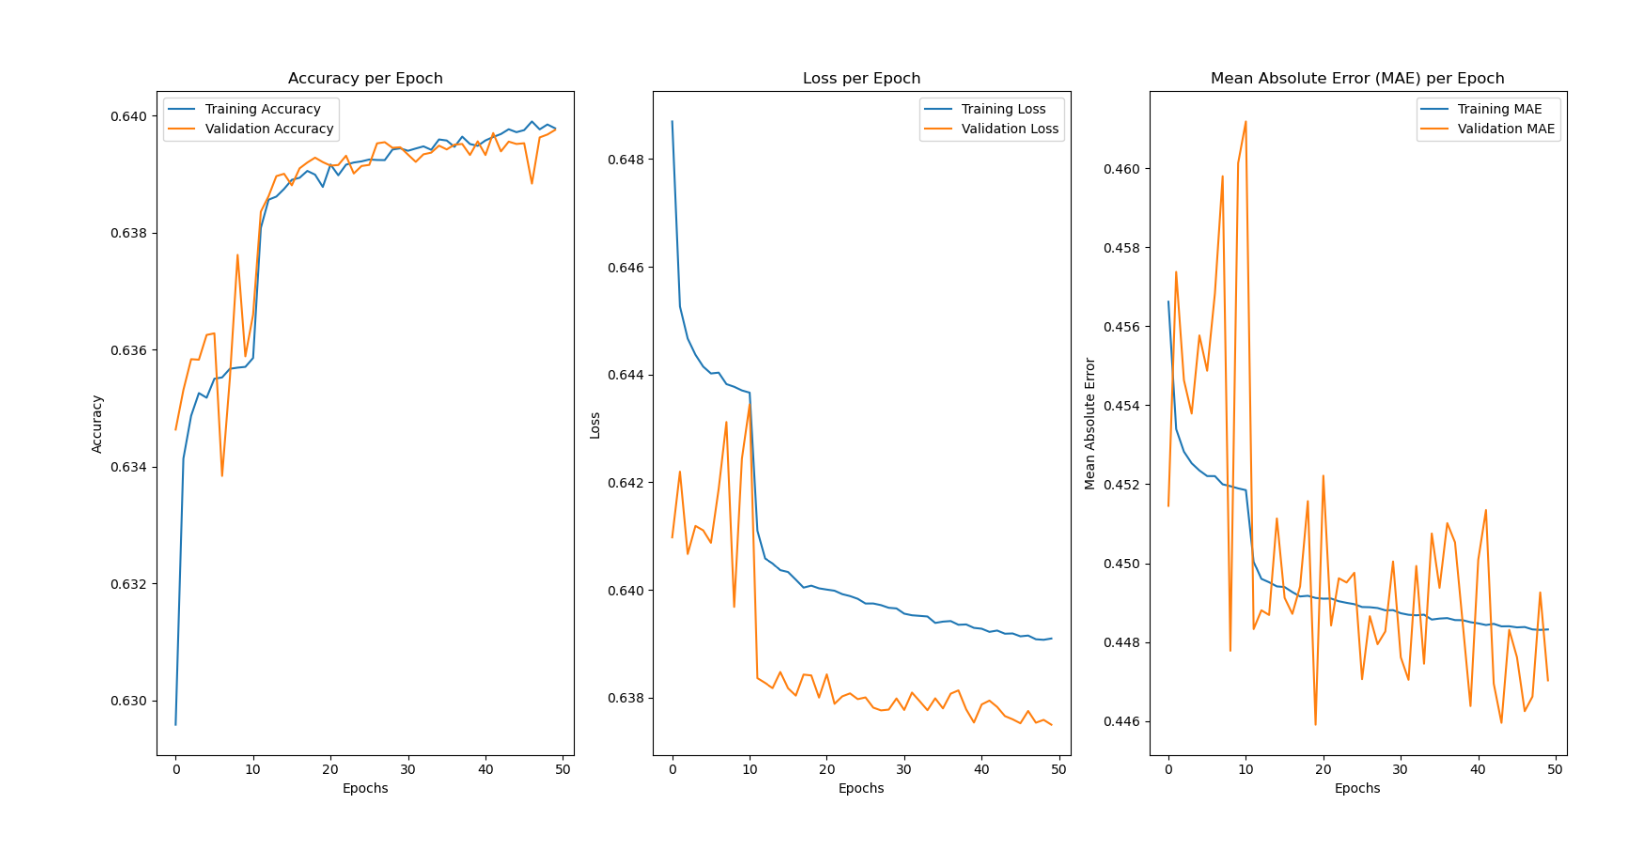 Accuracy per Epoch
Training Accuracy
Validation Accuracy
0.640
0.638
0.636
0.634
0.632
0.630
Accuracy
0 10 20 30 40 50
Epochs
Loss per Epoch
Training Loss
Validation Loss
0.648
0.646
0.644
0.642
0.640
0.638
Loss
0 10 20 30 40 50
Epochs
Mean Absolute Error (MAE) per Epoch
Training MAE
Validation MAE
0.460
0.458
0.456
0.454
0.452
0.450
0.448
0.446
Mean Absolute Error
0 10 20 30 40 50
Epochs